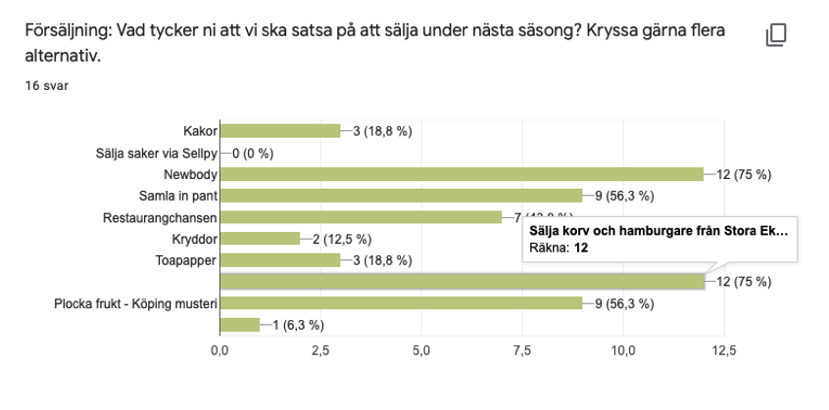 Försäljning: Vad tycker ni att vi ska satsa på att sälja under nästa säsong? Kryssa gärna flera
alternativ.
16 svar
Kakor 3 (18,8 %)
Sälja saker via Sellpy 0 (0 %)
Newbody 12 (75 %)
Samla in pant 9 (56,3 %)
Restaurangchansen 7
Sälja korv och hamburgare från Stora Ek...
Räkna: 12
Kryddor 2 (12,5 %)
Toapapper 3 (18,8 %)
12 (75 %)
Plocka frukt - Köping musteri 9 (56,3 %)
1 (6,3 %)
0,0 2,5 5,0 7,5 10,0 12,5